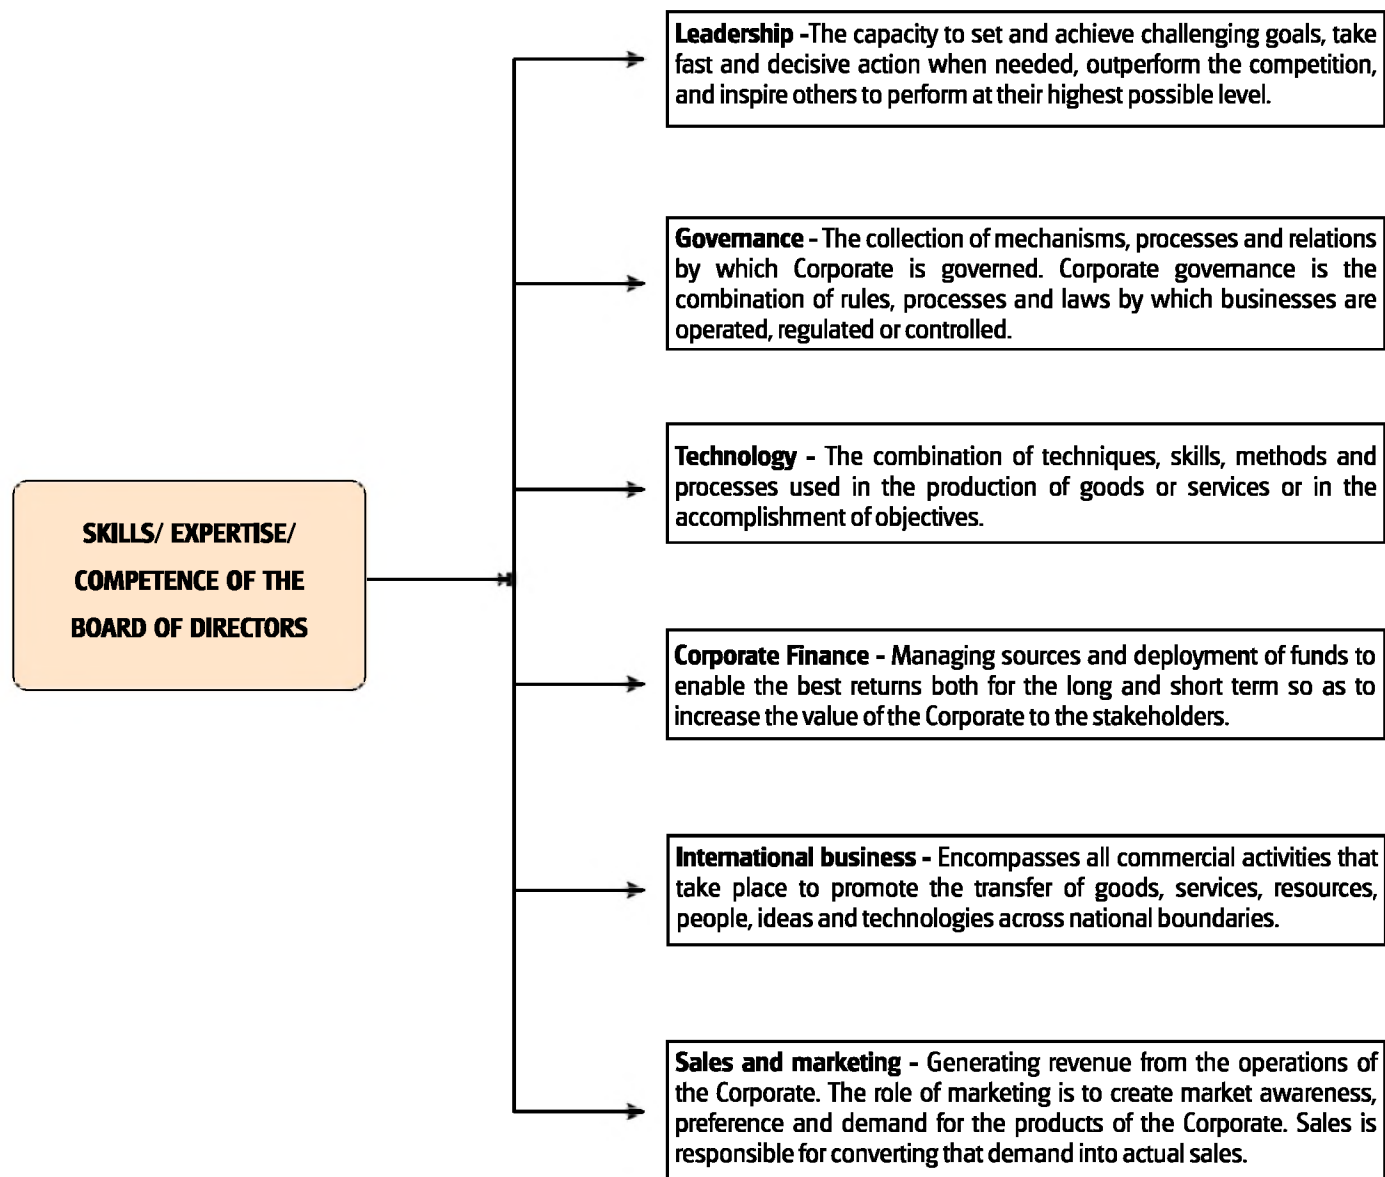 Leadership -The capacity to set and achieve challenging goals, take
fast and decisive action when needed, outperform the competition,
and inspire others to perform at their highest possible level.
Governance - The collection of mechanisms, processes and relations
by which Corporate is governed. Corporate governance is the
combination of rules, processes and laws by which businesses are
operated, regulated or controlled.
Technology - The combination of techniques, skills, methods and
processes used in the production of goods or services or in the
accomplishment of objectives.
SKILLS/ EXPERTISE/
COMPETENCE OF THE
BOARD OF DIRECTORS
Corporate Finance - Managing sources and deployment of funds to
enable the best returns both for the long and short term so as to
increase the value of the Corporate to the stakeholders.
International business - Encompasses all commercial activities that
take place to promote the transfer of goods, services, resources,
people, ideas and technologies across national boundaries.
Sales and marketing - Generating revenue from the operations of
the Corporate. The role of marketing is to create market awareness,
preference and demand for the products of the Corporate. Sales is
responsible for converting that demand into actual sales.